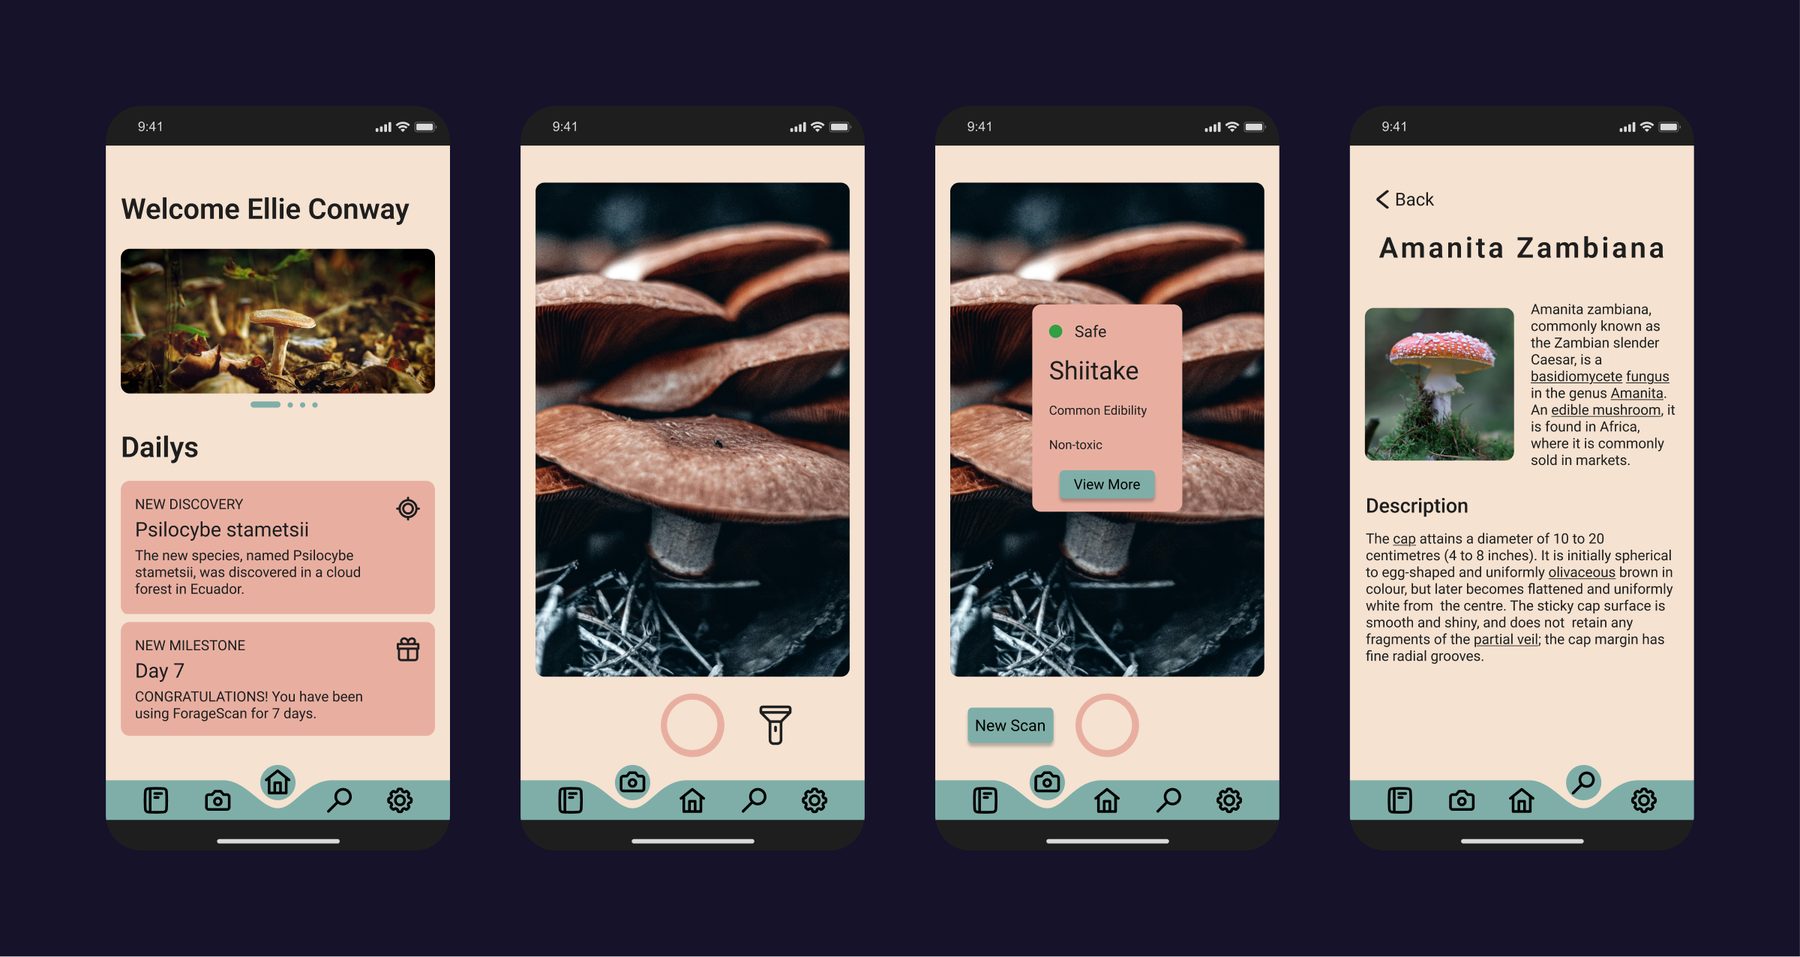 9:41
Welcome Ellie Conway
Dailys
NEW DISCOVERY
Psilocybe stametsii
The new species, named Psilocybe
stametsii, was discovered in a cloud
forest in Ecuador.
NEW MILESTONE
Day 7
CONGRATULATIONS! You have been
using ForageScan for 7 days.
9:41
9:41
Safe
Shiitake
Common Edibility
Non-toxic
View More
New Scan
9:41
Back
Amanita Zambiana
Amanita zambiana,
commonly known as
the Zambian slender
Caesar, is a
basidiomycete fungus
in the genus Amanita.
An edible mushroom, it
is found in Africa,
where it is commonly
sold in markets.
Description
The cap attains a diameter of 10 to 20
centimetres (4 to 8 inches). It is initially spherical
to egg-shaped and uniformly olivaceous brown in
colour, but later becomes flattened and uniformly
white from the centre. The sticky cap surface is
smooth and shiny, and does not retain any
fragments of the partial veil; the cap margin has
fine radial grooves.